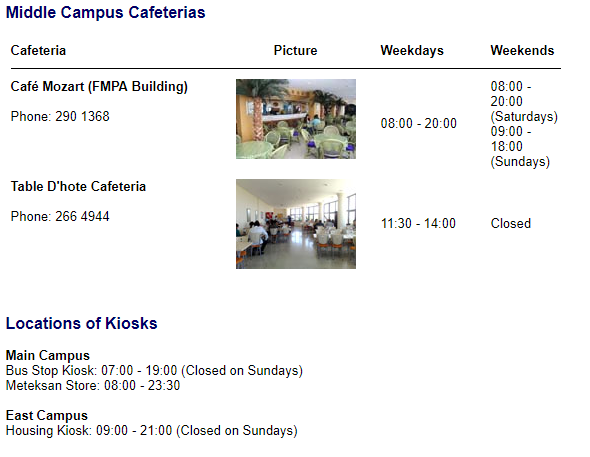 Middle Campus Cafeterias
Cafeteria Picture Weekdays Weekends
Café Mozart (FMPA Building)
Phone: 290 1368
08:00 - 20:00
08:00 -
20:00
(Saturdays)
09:00 -
18:00
(Sundays)
Table D'hote Cafeteria
Phone: 266 4944
11:30 - 14:00
Closed
Locations of Kiosks
Main Campus
Bus Stop Kiosk: 07:00 - 19:00 (Closed on Sundays)
Meteksan Store: 08:00 - 23:30
East Campus
Housing Kiosk: 09:00 - 21:00 (Closed on Sundays)